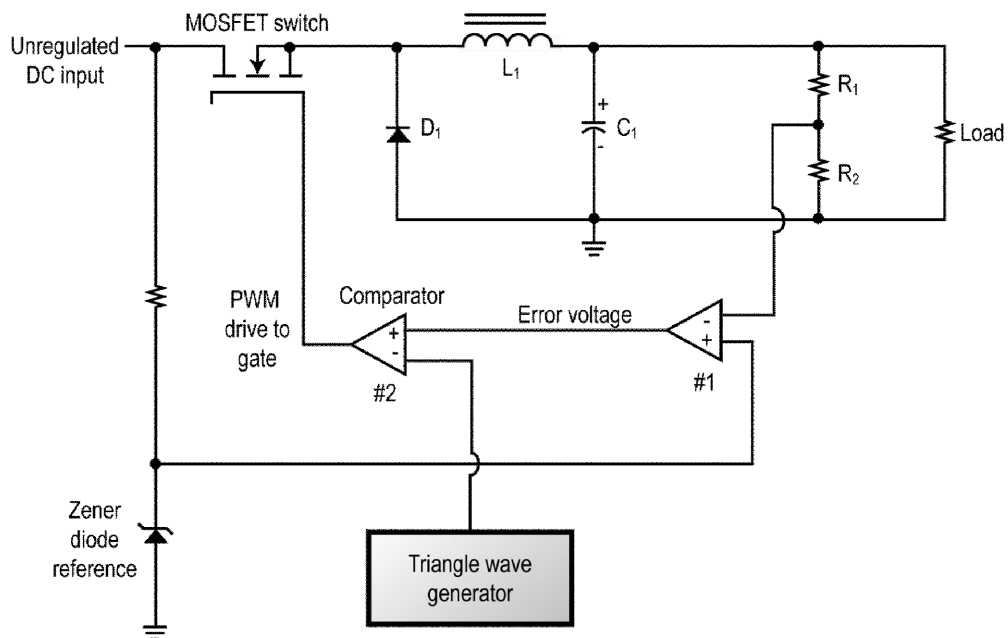 MOSFET switch
Unregulated
DC input
L1
D1
+
C1
-
R1
R2
Load
PWM
drive to
gate
Comparator
+
-
#2
Error voltage
-
+
#1
Zener
diode
reference
Triangle wave
generator